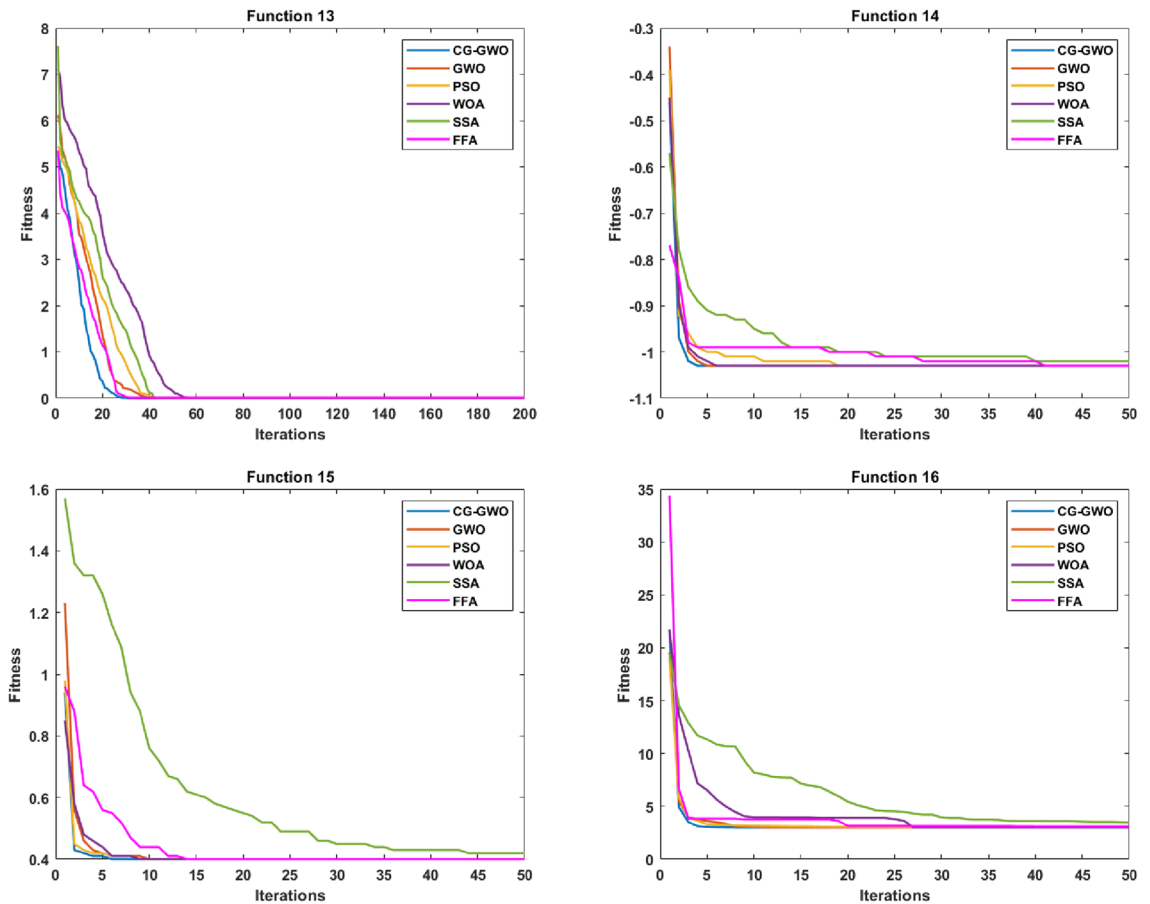 Function 13
8
7
6
5
4
3
2
1
0
Fitness
0 20 40 60 80 100 120 140 160 180 200
Iterations
CG-GWO
GWO
PSO
WOA
SSA
FFA
Function 14
-0.3
-0.4
-0.5
-0.6
-0.7
-0.8
-0.9
-1
-1.1
Fitness
0 5 10 15 20 25 30 35 40 45 50
Iterations
CG-GWO
GWO
PSO
WOA
SSA
FFA
Function 15
1.6
1.4
1.2
1
0.8
0.6
0.4
Fitness
0 5 10 15 20 25 30 35 40 45 50
Iterations
CG-GWO
GWO
PSO
WOA
SSA
FFA
Function 16
35
30
25
20
15
10
5
0
Fitness
0 5 10 15 20 25 30 35 40 45 50
Iterations
CG-GWO
GWO
PSO
WOA
SSA
FFA